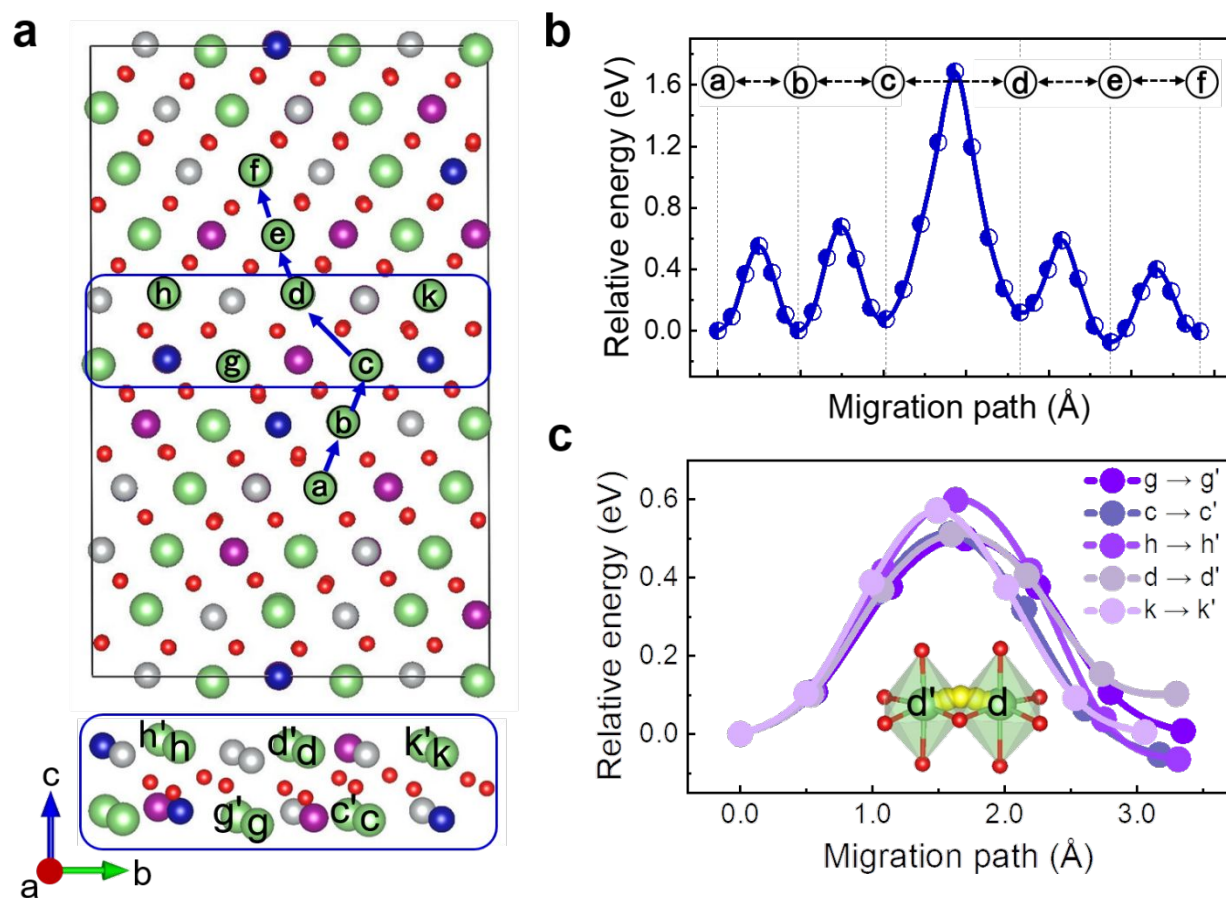 a
f
e
h
d
k
g
c
b
a
h'
h
d'
d
k'
k
g'
g
c'
c
c
a
b
b
Relative energy (eV)
1.6
1.2
0.8
0.4
0.0
a
b
c
d
e
f
Migration path (Å)
c
Relative energy (eV)
0.6
0.4
0.2
0.0
g → g'
c → c'
h → h'
d → d'
k → k'
d'
d
0.0
1.0
2.0
3.0
Migration path (Å)